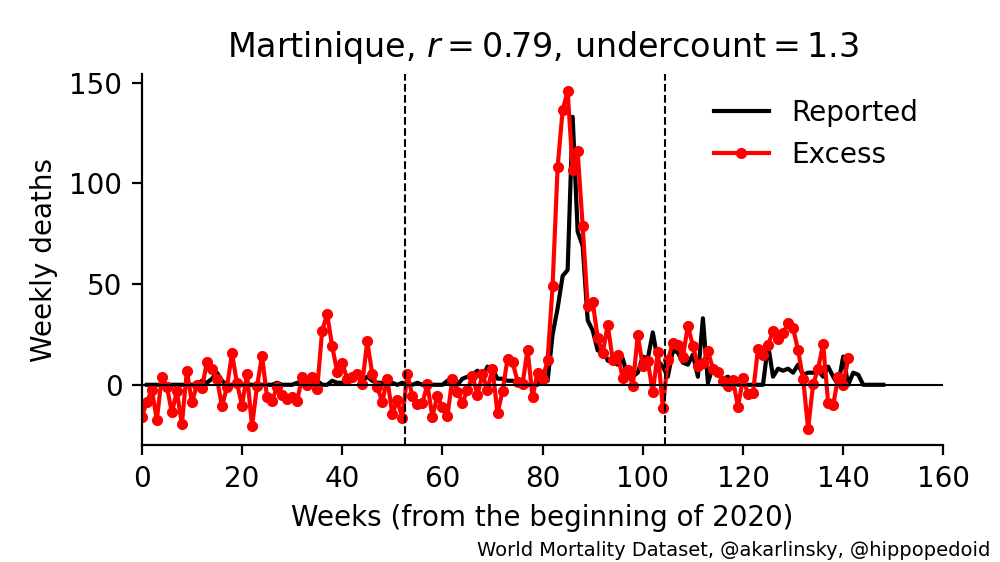 Martinique, r = 0.79, undercount = 1.3
150
100
50
0
Reported
Excess
Weekly deaths
0 20 40 60 80 100 120 140 160
Weeks (from the beginning of 2020)
World Mortality Dataset, @akarlinsky, @hippopedoid